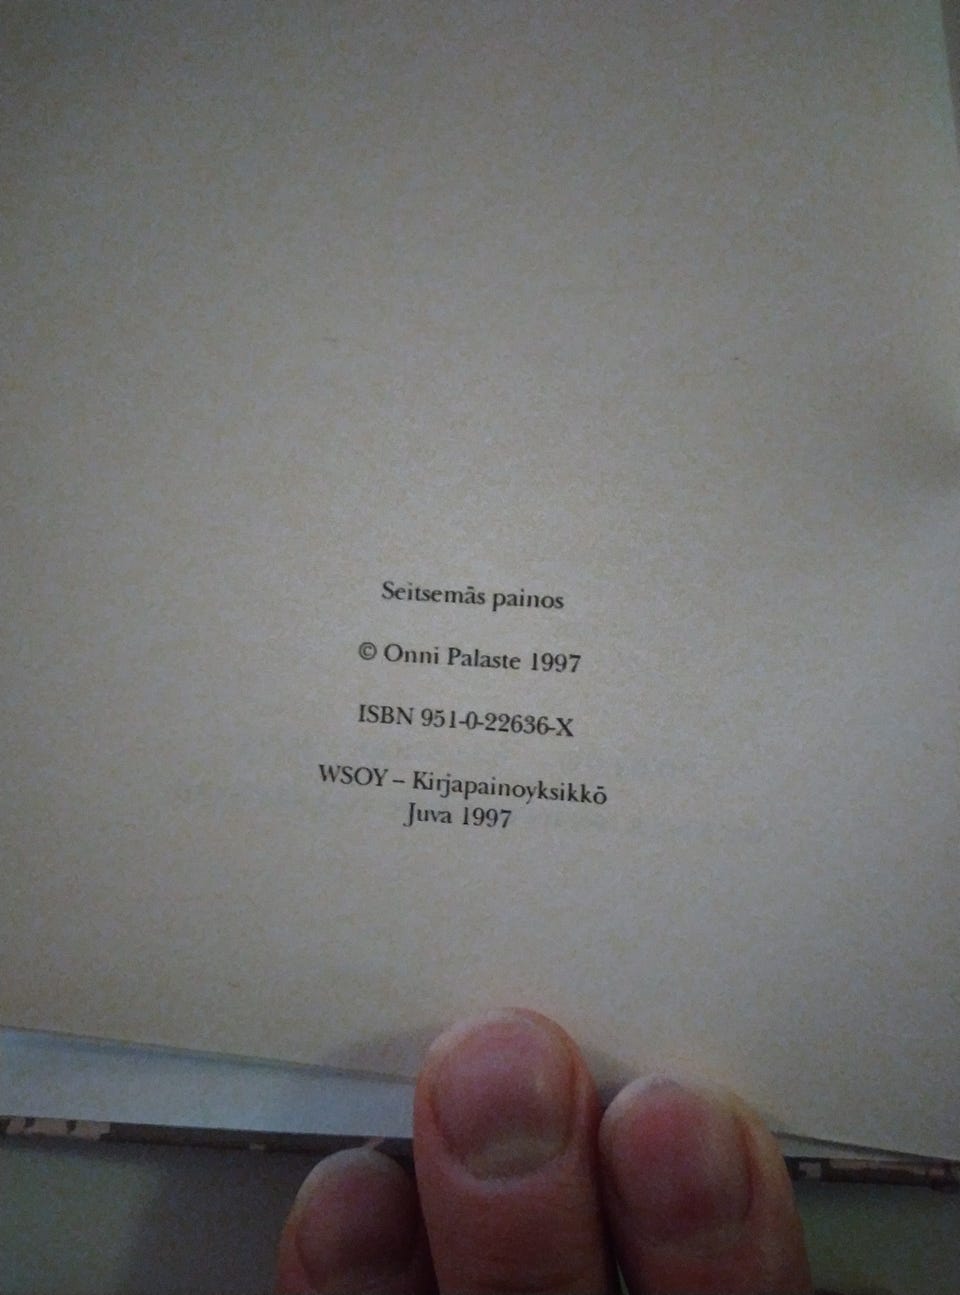 Seitsemäs painos
© Onni Palaste 1997
ISBN 951-0-22636-X
WSOY – Kirjapainoyksikkö
Juva 1997